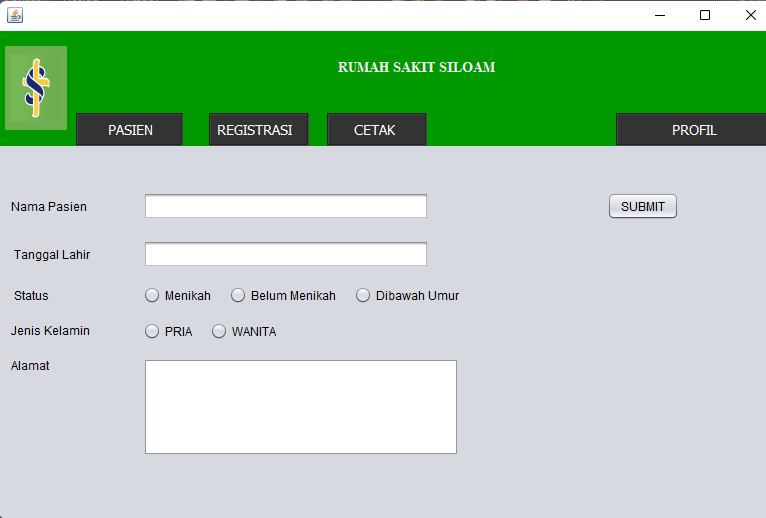 RUMAH SAKIT SILOAM
PASIEN REGISTRASI CETAK PROFIL
Nama Pasien SUBMIT
Tanggal Lahir
Status Menikah Belum Menikah Dibawah Umur
Jenis Kelamin PRIA WANITA
Alamat